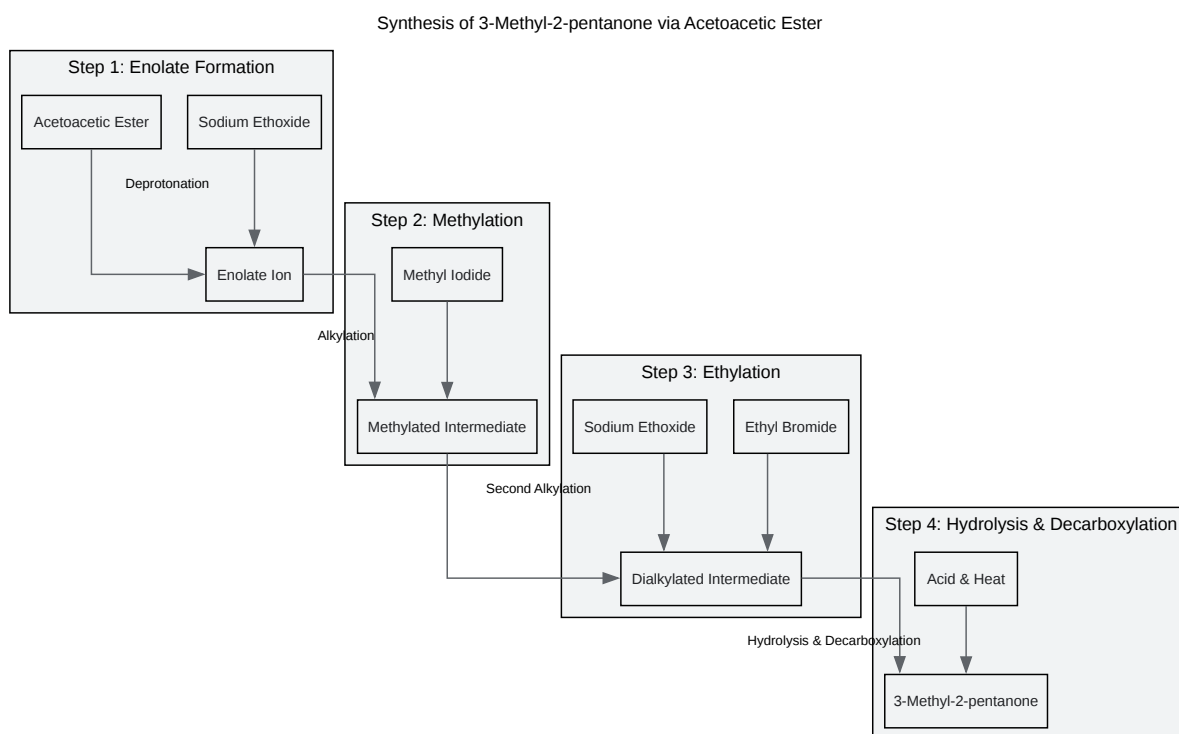 Synthesis of 3-Methyl-2-pentanone via Acetoacetic Ester
Step 1: Enolate Formation
Acetoacetic Ester
Sodium Ethoxide
Deprotonation
Enolate Ion
Step 2: Methylation
Methyl Iodide
Alkylation
Methylated Intermediate
Step 3: Ethylation
Sodium Ethoxide
Ethyl Bromide
Second Alkylation
Dialkylated Intermediate
Step 4: Hydrolysis & Decarboxylation
Acid & Heat
Hydrolysis & Decarboxylation
3-Methyl-2-pentanone